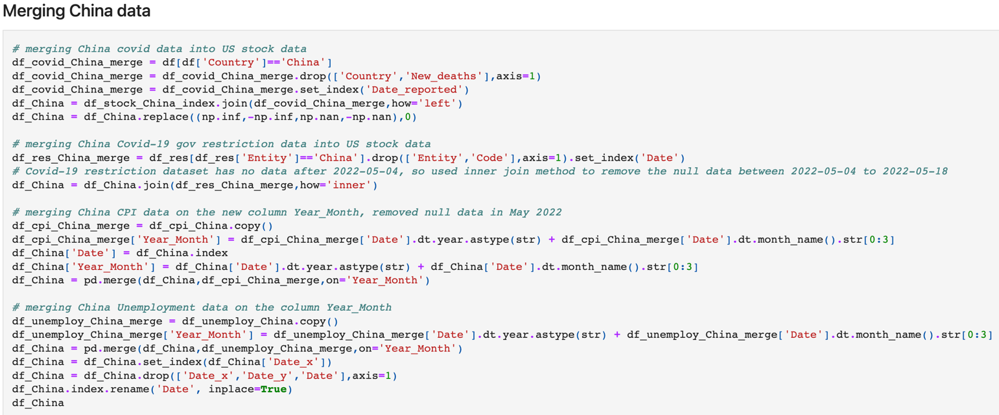 Merging China data
# merging China covid data into US stock data
df_covid_China_merge = df[df['Country']=='China']
df_covid_China_merge = df_covid_China_merge.drop(['Country','New_deaths'],axis=1)
df_covid_China_merge = df_covid_China_merge.set_index('Date_reported')
df_China = df_stock_China_index.join(df_covid_China_merge,how='left')
df_China = df_China.replace((np.inf,-np.inf,np.nan,-np.nan),0)
# merging China Covid-19 gov restriction data into US stock data
df_res_China_merge = df_res[df_res['Entity']=='China'].drop(['Entity','Code'],axis=1).set_index('Date')
# Covid-19 restriction dataset has no data after 2022-05-04, so used inner join method to remove the null data between 2022-05-04 to 2022-05-18
df_China = df_China.join(df_res_China_merge,how='inner')
# merging China CPI data on the new column Year_Month, removed null data in May 2022
df_cpi_China_merge = df_cpi_China.copy()
df_cpi_China_merge['Year_Month'] = df_cpi_China_merge['Date'].dt.year.astype(str) + df_cpi_China_merge['Date'].dt.month_name().str[0:3]
df_China['Date'] = df_China.index
df_China['Year_Month'] = df_China['Date'].dt.year.astype(str) + df_China['Date'].dt.month_name().str[0:3]
df_China = pd.merge(df_China,df_cpi_China_merge,on='Year_Month')
# merging China Unemployment data on the column Year_Month
df_unemploy_China_merge = df_unemploy_China.copy()
df_unemploy_China_merge['Year_Month'] = df_unemploy_China_merge['Date'].dt.year.astype(str) + df_unemploy_China_merge['Date'].dt.month_name().str[0:3]
df_China = pd.merge(df_China,df_unemploy_China_merge,on='Year_Month')
df_China = df_China.set_index(df_China['Date_x'])
df_China = df_China.drop(['Date_x','Date_y','Date'],axis=1)
df_China.index.rename('Date', inplace=True)
df_China